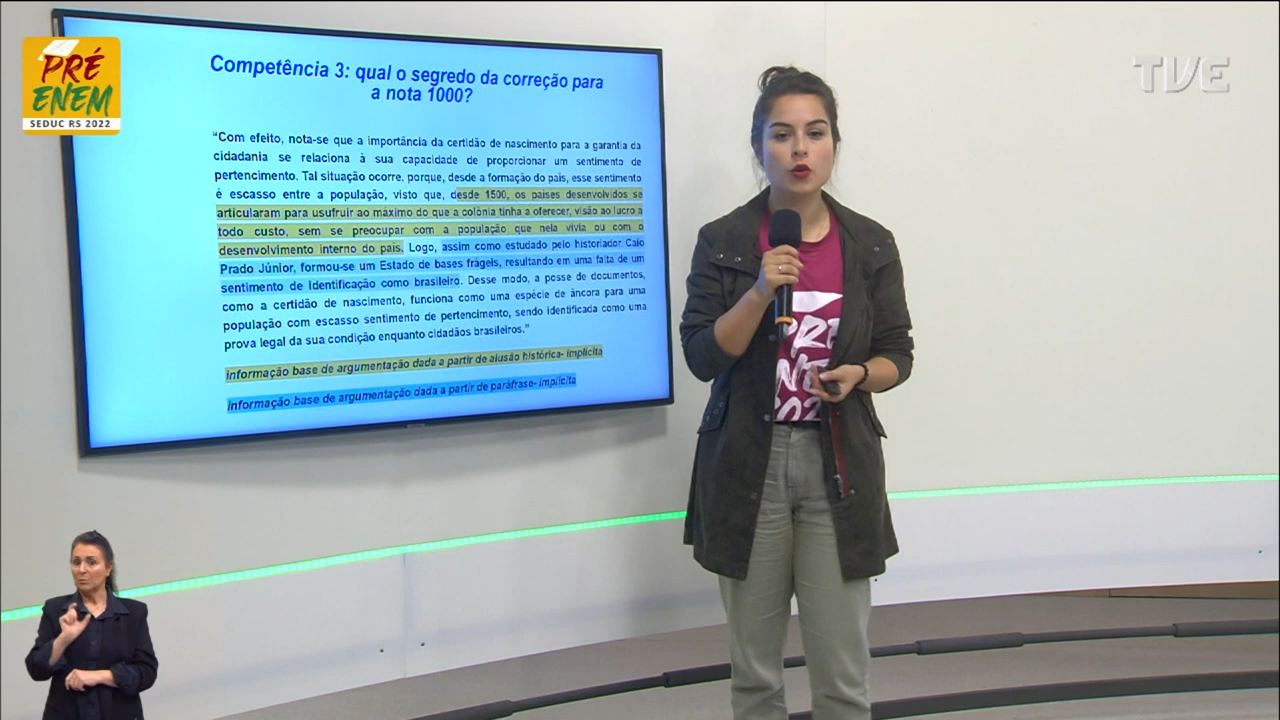 PRÉ
ENEM
SEDUC RS 2022
TVE
Competência 3: qual o segredo da correção para
a nota 1000?
“Com efeito, nota-se que a importância da certidão de nascimento para a garantia da
cidadania se relaciona à sua capacidade de proporcionar um sentimento de
pertencimento. Tal situação ocorre, porque, desde a formação do país, esse sentimento
é escasso entre a população, visto que, desde 1500, os países desenvolvidos se
articularam para usufruir ao máximo do que a colônia tinha a oferecer, visão ao lucro a
todo custo, sem se preocupar com a população que nela vivia ou com o
desenvolvimento interno do país. Logo, assim como estudado pelo historiador Caio
Prado Júnior, formou-se um Estado de bases frágeis, resultando em uma falta de um
sentimento de identificação como brasileiro. Desse modo, a posse de documentos,
como a certidão de nascimento, funciona como uma espécie de âncora para uma
população com escasso sentimento de pertencimento, sendo identificada como uma
prova legal da sua condição enquanto cidadãos brasileiros.”
Informação base de argumentação dada a partir de alusão histórica- implícita
Informação base de argumentação dada a partir de paráfrase- implícita
PRE